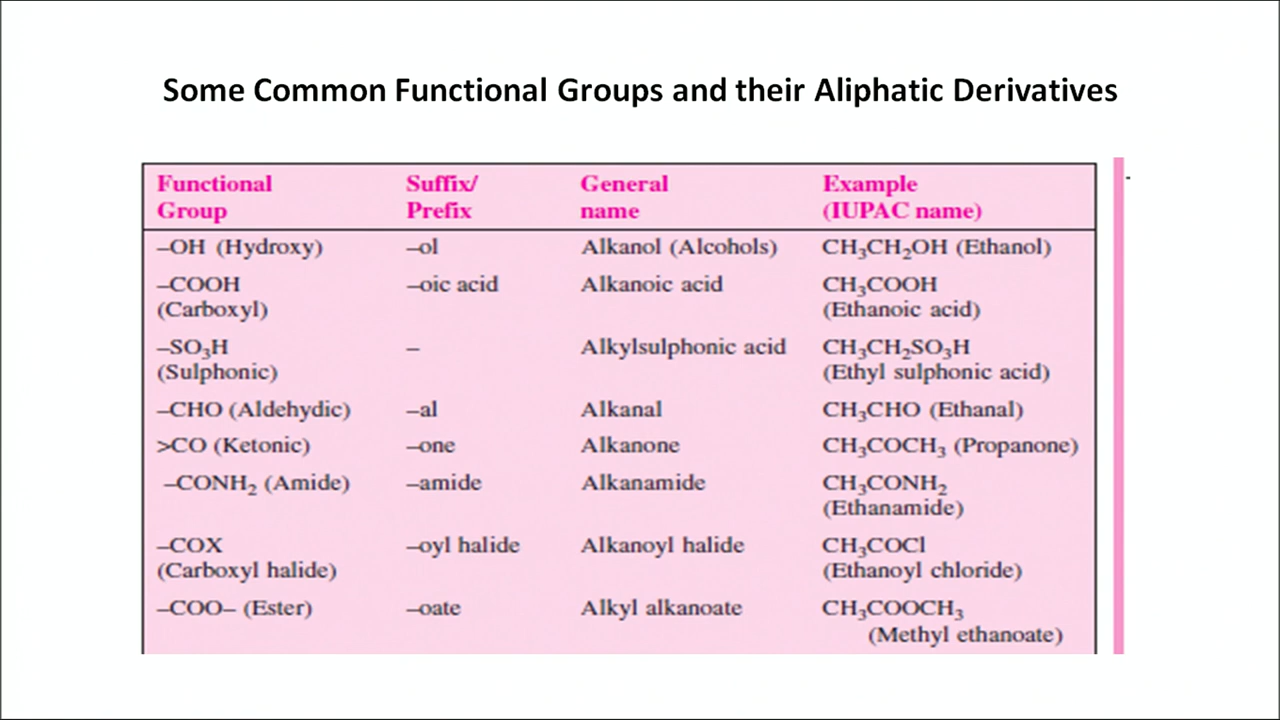 Some Common Functional Groups and their Aliphatic Derivatives
Functional Group Suffix/ Prefix General name Example (IUPAC name)
–OH (Hydroxy) –ol Alkanol (Alcohols) CH₃CH₂OH (Ethanol)
–COOH (Carboxyl) –oic acid Alkanoic acid CH₃COOH (Ethanoic acid)
–SO₃H (Sulphonic) – Alkylsulphonic acid CH₃CH₂SO₃H (Ethyl sulphonic acid)
–CHO (Aldehydic) –al Alkanal CH₃CHO (Ethanal)
>CO (Ketonic) –one Alkanone CH₃COCH₃ (Propanone)
–CONH₂ (Amide) –amide Alkanamide CH₃CONH₂ (Ethanamide)
–COX (Carboxyl halide) –oyl halide Alkanoyl halide CH₃COCl (Ethanoyl chloride)
–COO– (Ester) –oate Alkyl alkanoate CH₃COOCH₃ (Methyl ethanoate)